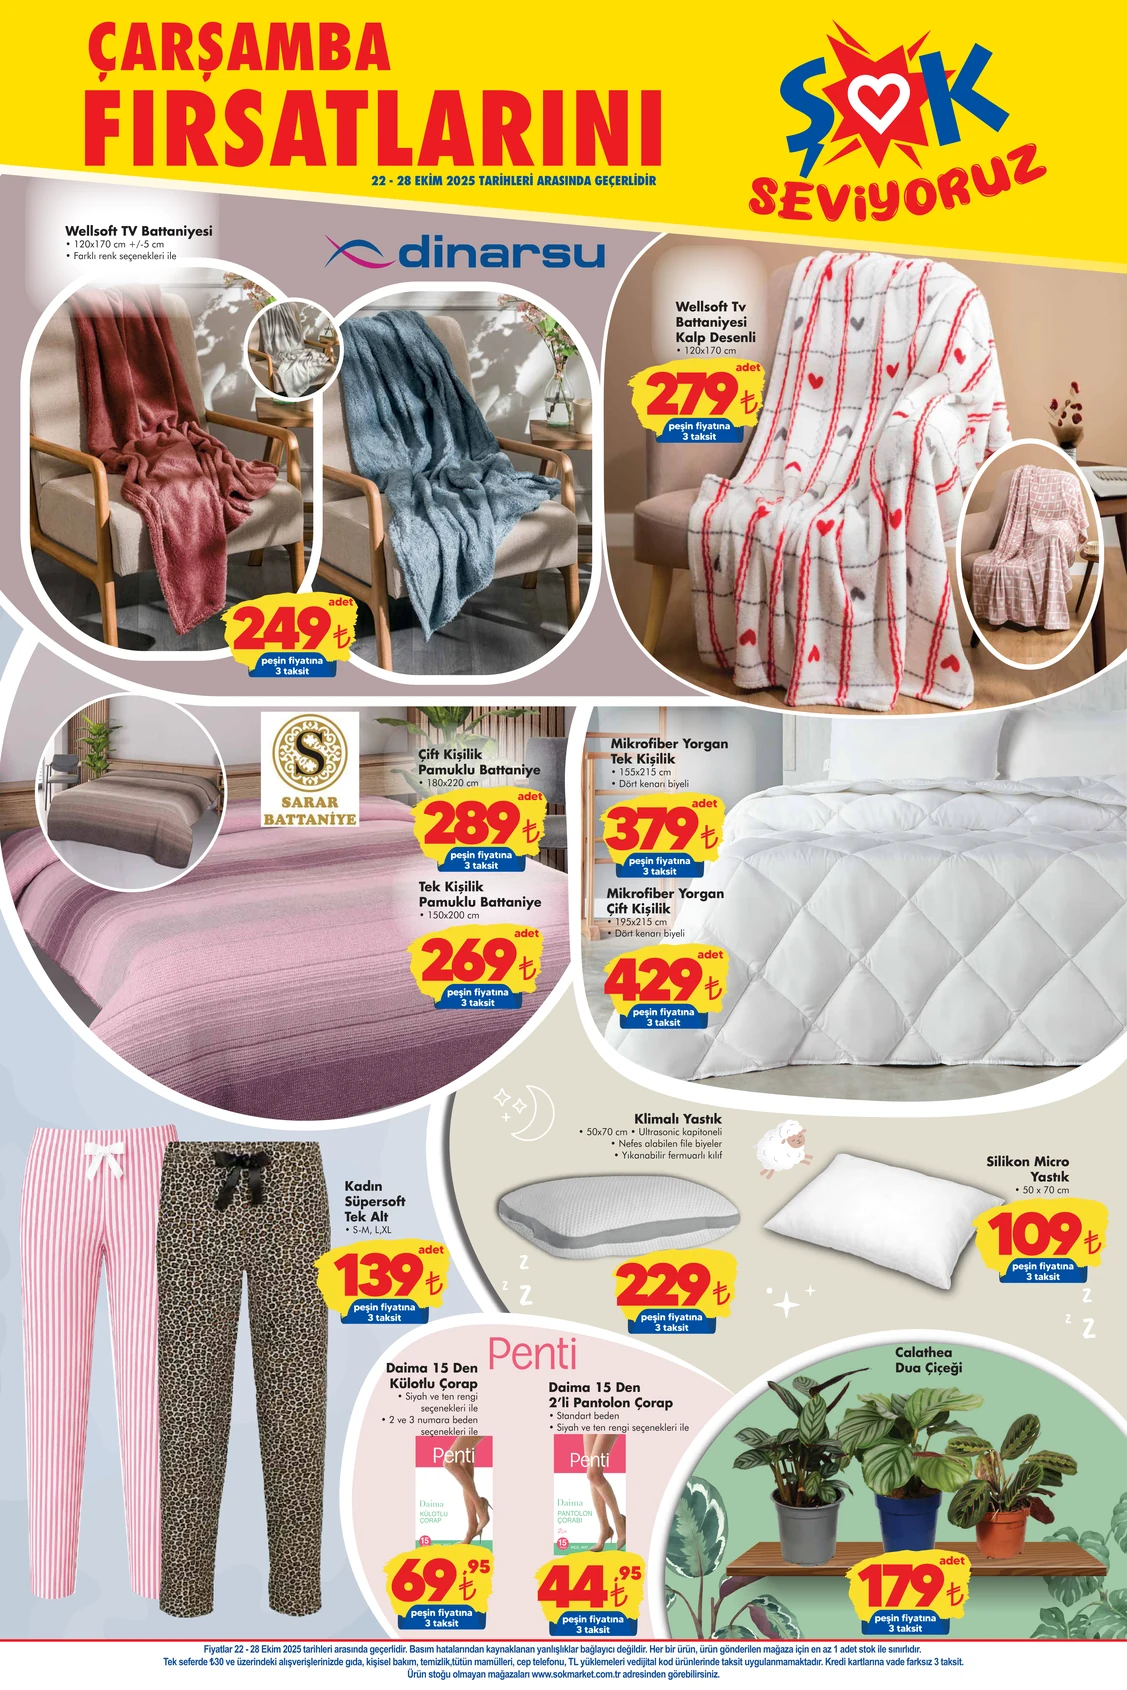 ÇARŞAMBA
FIRSATLARINI
22 - 28 EKİM 2025 TARİHLERİ ARASINDA GEÇERLİDİR
ŞOK
SEViYORUZ
Wellsoft TV Battaniyesi
• 120x170 cm +/-5 cm
• Farklı renk seçenekleri ile
dinarsu
249 ₺
adet
peşin fiyatına
3 taksit
Wellsoft Tv
Battaniyesi
Kalp Desenli
• 120x170 cm
adet
279 ₺
peşin fiyatına
3 taksit
S
SARAR
BATTANİYE
Çift Kişilik
Pamuklu Battaniye
• 180x220 cm
adet
289 ₺
peşin fiyatına
3 taksit
Tek Kişilik
Pamuklu Battaniye
• 150x200 cm
adet
269 ₺
peşin fiyatına
3 taksit
Mikrofiber Yorgan
Tek Kişilik
• 155x215 cm
• Dört kenarı biyeli
adet
379 ₺
peşin fiyatına
3 taksit
Mikrofiber Yorgan
Çift Kişilik
• 195x215 cm
• Dört kenarı biyeli
adet
429 ₺
peşin fiyatına
3 taksit
Kadın
Süpersoft
Tek Alt
• S-M, L,XL
adet
139 ₺
peşin fiyatına
3 taksit
Klimalı Yastık
• 50x70 cm • Ultrasonic kapitoneli
• Nefes alabilen file biyeler
• Yıkanabilir fermuarlı kılıf
z
z Z
229 ₺
peşin fiyatına
3 taksit
Silikon Micro
Yastık
• 50 x 70 cm
109 ₺
peşin fiyatına
3 taksit
z
z Z
Penti
Daima 15 Den
Külotlu Çorap
• Siyah ve ten rengi
seçenekleri ile
• 2 ve 3 numara beden
seçenekleri ile
Penti
Daima
KÜLOTLU
ÇORAP
15
69,95 ₺
peşin fiyatına
3 taksit
Daima 15 Den
2'li Pantolon Çorap
• Standart beden
• Siyah ve ten rengi seçenekleri ile
Penti
Daima
PANTOLON
ÇORABI
15
44,95 ₺
peşin fiyatına
3 taksit
Calathea
Dua Çiçeği
adet
179 ₺
peşin fiyatına
3 taksit
Fiyatlar 22 - 28 Ekim 2025 tarihleri arasında geçerlidir. Basım hatalarından kaynaklanan yanlışlıklar bağlayıcı değildir. Her bir ürün, ürün gönderilen mağaza için en az 1 adet stok ile sınırlıdır.
Tek seferde ₺30 ve üzerindeki alışverişlerinizde gıda, kişisel bakım, temizlik,tütün mamülleri, cep telefonu, TL yüklemeleri vedijital kod ürünlerinde taksit uygulanmamaktadır. Kredi kartlarına vade farksız 3 taksit.
Ürün stoğu olmayan mağazaları www.sokmarket.com.tr adresinden görebilirsiniz.